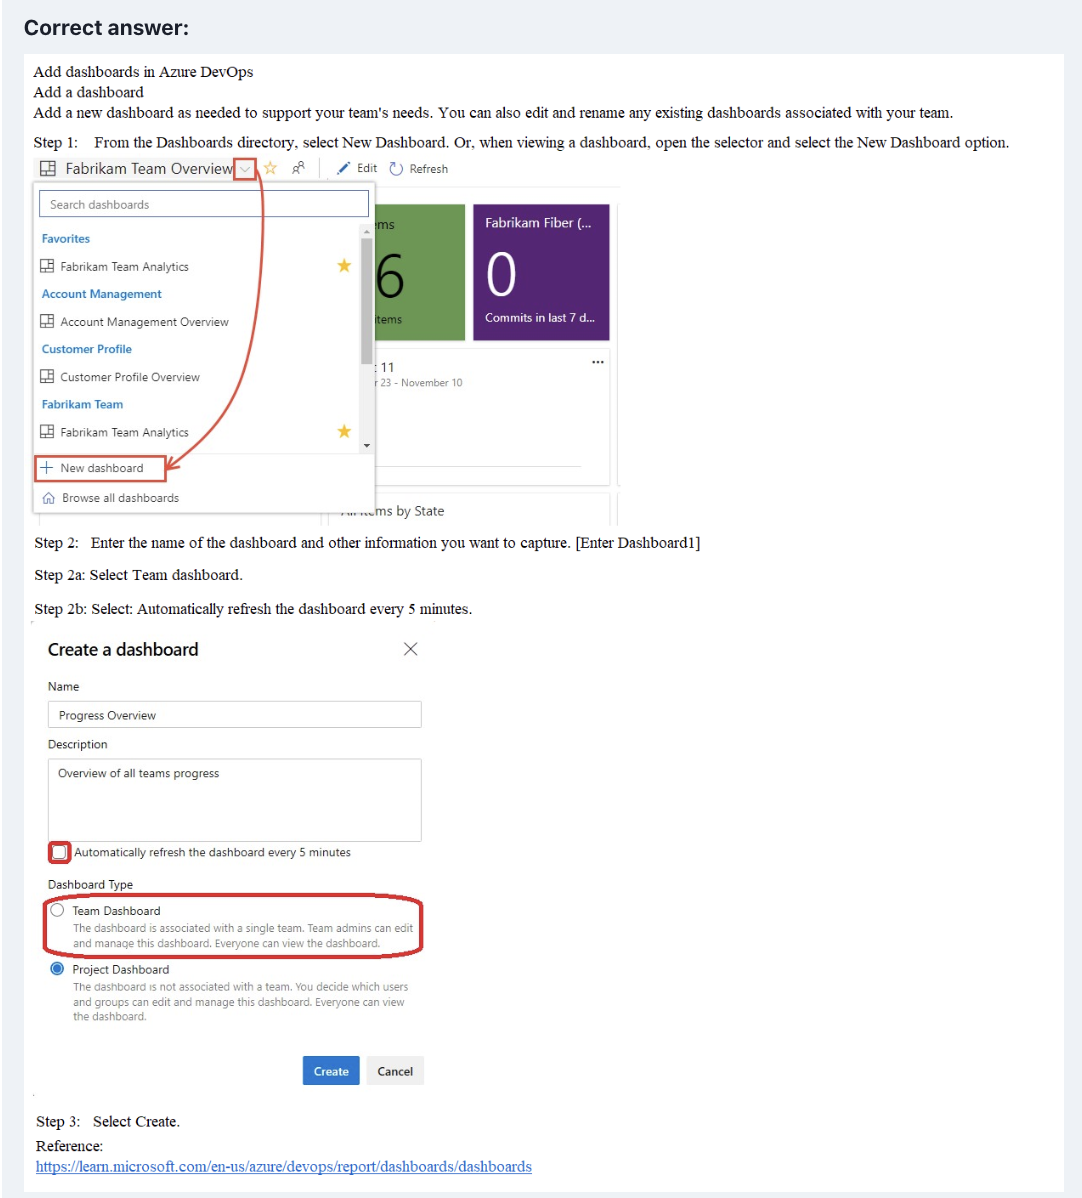 Correct answer:
Add dashboards in Azure DevOps
Add a dashboard
Add a new dashboard as needed to support your team's needs. You can also edit and rename any existing dashboards associated with your team.
Step 1: From the Dashboards directory, select New Dashboard. Or, when viewing a dashboard, open the selector and select the New Dashboard option.
Fabrikam Team Overview Edit Refresh
Search dashboards
Favorites
Fabrikam Team Analytics
Account Management
Account Management Overview
Customer Profile
Customer Profile Overview
Fabrikam Team
Fabrikam Team Analytics
New dashboard
Browse all dashboards
ems
6
items
Fabrikam Fiber (...
0
Commits in last 7 d...
11
23 - November 10
Items by State
Step 2: Enter the name of the dashboard and other information you want to capture. [Enter Dashboard1]
Step 2a: Select Team dashboard.
Step 2b: Select: Automatically refresh the dashboard every 5 minutes.
Create a dashboard
Name
Progress Overview
Description
Overview of all teams progress
Automatically refresh the dashboard every 5 minutes
Dashboard Type
Team Dashboard
The dashboard is associated with a single team. Team admins can edit
and manage this dashboard. Everyone can view the dashboard.
Project Dashboard
The dashboard is not associated with a team. You decide which users
and groups can edit and manage this dashboard. Everyone can view
the dashboard.
Create Cancel
Step 3: Select Create.
Reference:
https://learn.microsoft.com/en-us/azure/devops/report/dashboards/dashboards